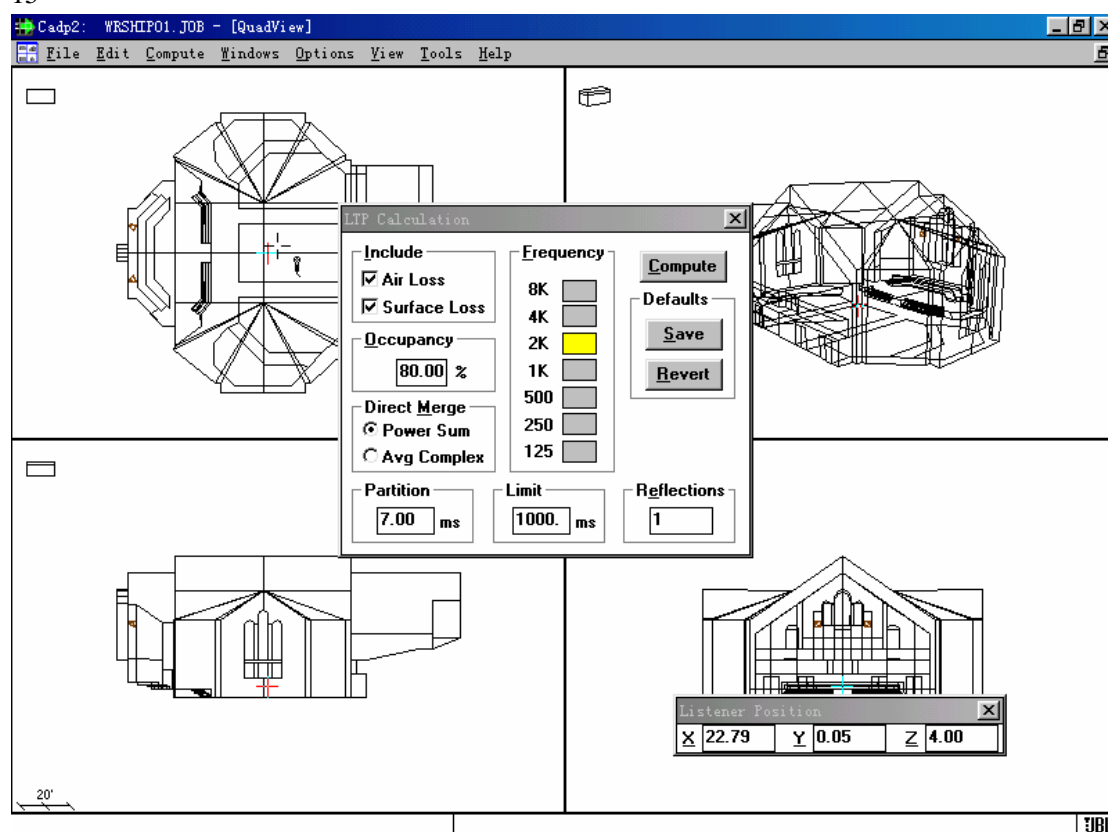 Cadp2: WRSHIP01.JOB - [QuadView]
File Edit Compute Windows Options View Tools Help
LTP Calculation
Include
Air Loss
Surface Loss
Occupancy
80.00 %
Direct Merge
Power Sum
Avg Complex
Frequency
8K
4K
2K
1K
500
250
125
Compute
Defaults
Save
Revert
Partition
7.00 ms
Limit
1000. ms
Reflections
1
Listener Position
X 22.79 Y 0.05 Z 4.00
20'